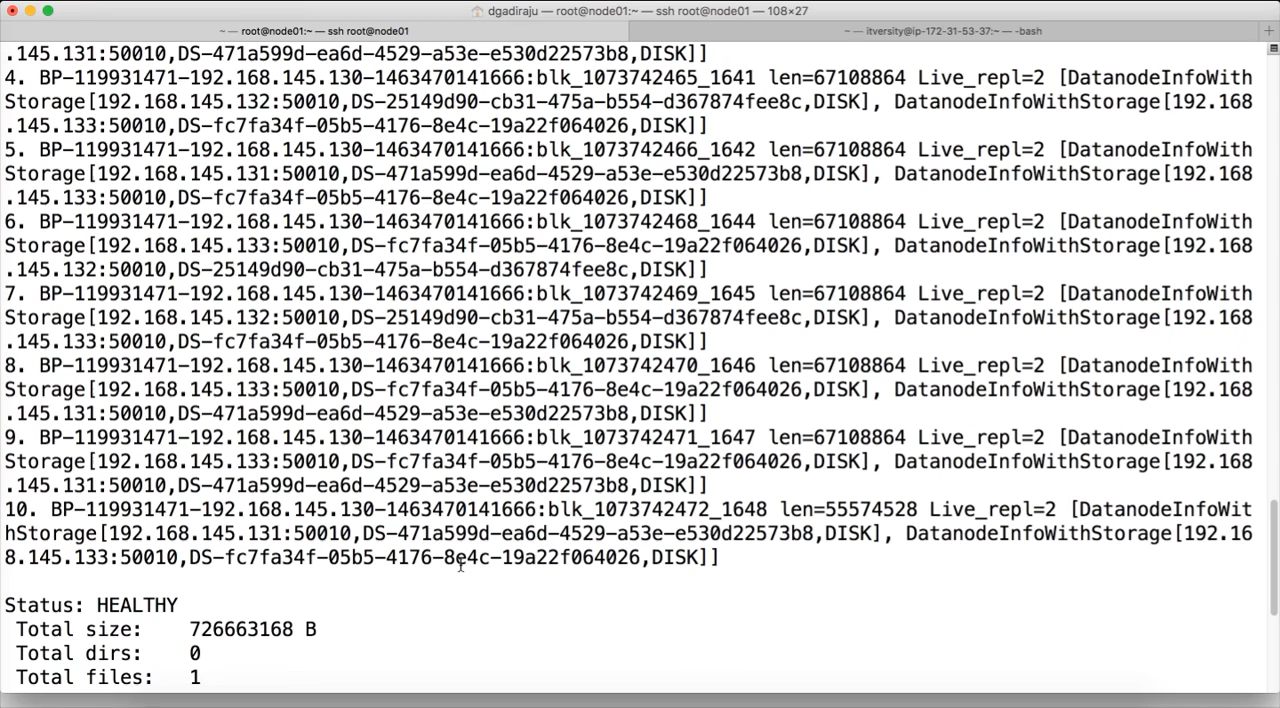 dgadiraju — root@node01:~ — ssh root@node01 — 108×27
~ — root@node01:~ — ssh root@node01
~ — itversity@ip-172-31-53-37:~ — -bash
.145.131:50010,DS-471a599d-ea6d-4529-a53e-e530d22573b8,DISK]]
4. BP-119931471-192.168.145.130-1463470141666:blk_1073742465_1641 len=67108864 Live_repl=2 [DatanodeInfoWith
Storage[192.168.145.132:50010,DS-25149d90-cb31-475a-b554-d367874fee8c,DISK], DatanodeInfoWithStorage[192.168
.145.133:50010,DS-fc7fa34f-05b5-4176-8e4c-19a22f064026,DISK]]
5. BP-119931471-192.168.145.130-1463470141666:blk_1073742466_1642 len=67108864 Live_repl=2 [DatanodeInfoWith
Storage[192.168.145.131:50010,DS-471a599d-ea6d-4529-a53e-e530d22573b8,DISK], DatanodeInfoWithStorage[192.168
.145.133:50010,DS-fc7fa34f-05b5-4176-8e4c-19a22f064026,DISK]]
6. BP-119931471-192.168.145.130-1463470141666:blk_1073742468_1644 len=67108864 Live_repl=2 [DatanodeInfoWith
Storage[192.168.145.133:50010,DS-fc7fa34f-05b5-4176-8e4c-19a22f064026,DISK], DatanodeInfoWithStorage[192.168
.145.132:50010,DS-25149d90-cb31-475a-b554-d367874fee8c,DISK]]
7. BP-119931471-192.168.145.130-1463470141666:blk_1073742469_1645 len=67108864 Live_repl=2 [DatanodeInfoWith
Storage[192.168.145.132:50010,DS-25149d90-cb31-475a-b554-d367874fee8c,DISK], DatanodeInfoWithStorage[192.168
.145.133:50010,DS-fc7fa34f-05b5-4176-8e4c-19a22f064026,DISK]]
8. BP-119931471-192.168.145.130-1463470141666:blk_1073742470_1646 len=67108864 Live_repl=2 [DatanodeInfoWith
Storage[192.168.145.133:50010,DS-fc7fa34f-05b5-4176-8e4c-19a22f064026,DISK], DatanodeInfoWithStorage[192.168
.145.131:50010,DS-471a599d-ea6d-4529-a53e-e530d22573b8,DISK]]
9. BP-119931471-192.168.145.130-1463470141666:blk_1073742471_1647 len=67108864 Live_repl=2 [DatanodeInfoWith
Storage[192.168.145.133:50010,DS-fc7fa34f-05b5-4176-8e4c-19a22f064026,DISK], DatanodeInfoWithStorage[192.168
.145.131:50010,DS-471a599d-ea6d-4529-a53e-e530d22573b8,DISK]]
10. BP-119931471-192.168.145.130-1463470141666:blk_1073742472_1648 len=55574528 Live_repl=2 [DatanodeInfoWit
hStorage[192.168.145.131:50010,DS-471a599d-ea6d-4529-a53e-e530d22573b8,DISK], DatanodeInfoWithStorage[192.16
8.145.133:50010,DS-fc7fa34f-05b5-4176-8e4c-19a22f064026,DISK]]
Status: HEALTHY
Total size: 726663168 B
Total dirs: 0
Total files: 1